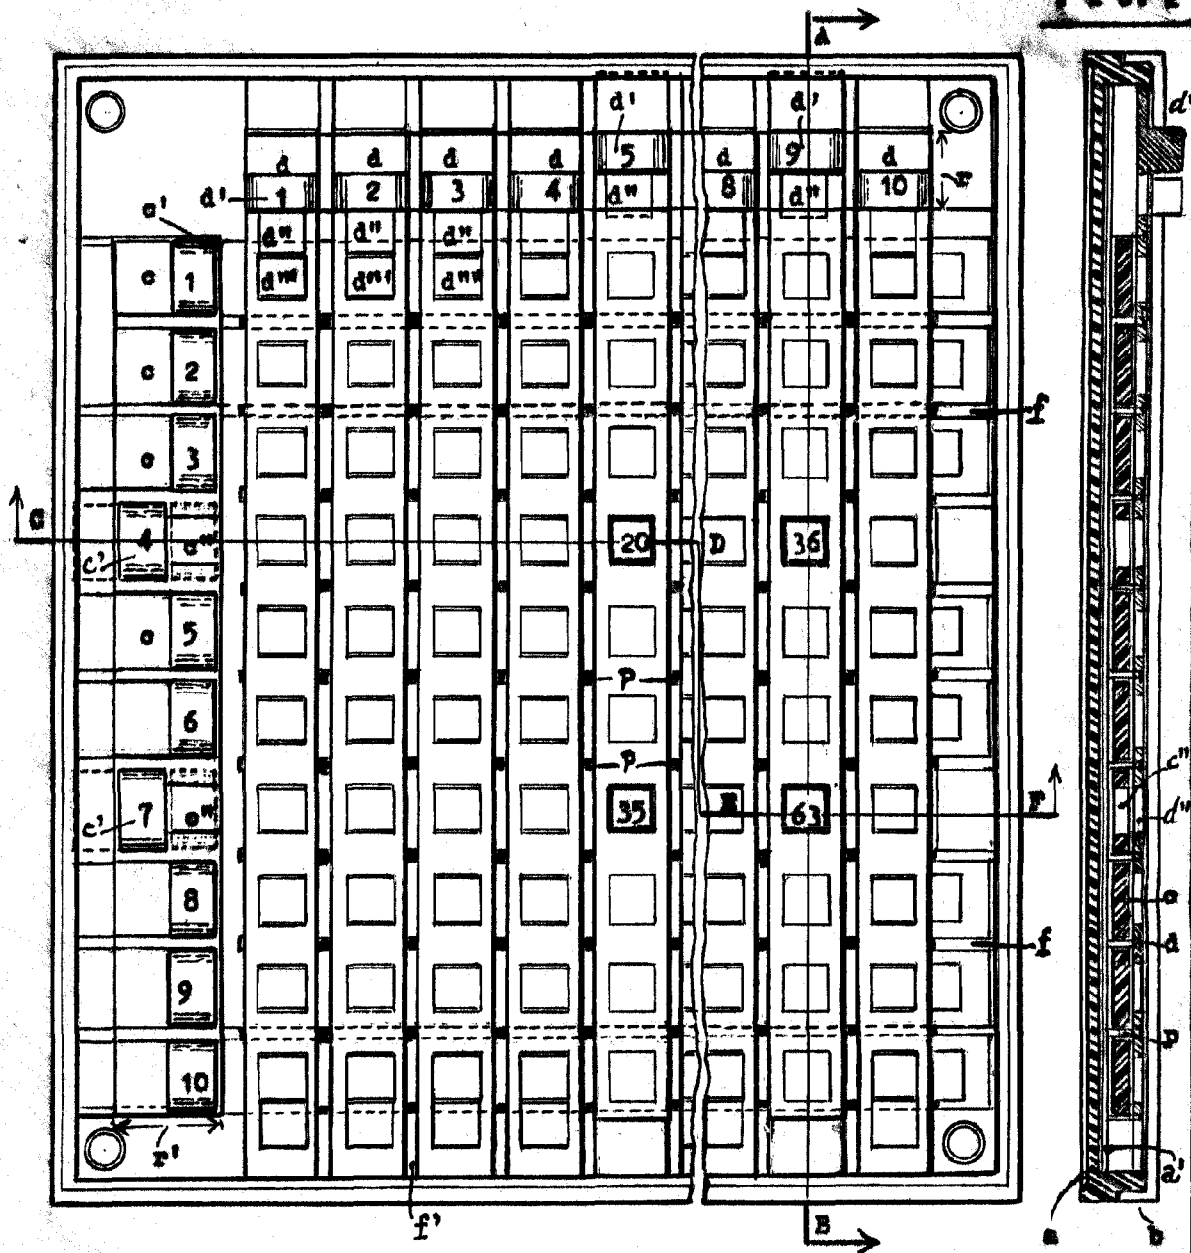 A
d' d' d'
d d d d 5 d 9 d
d' 1 2 3 4 d" 8 d" 10 r
c' d" d" d"
c 1 d"' d"' d"'
c 2
f
c 3
C 4 c" 20 D 36
c'
c 5
P
6
c"
P
c' 7 c" 35 E 63 F
d"
8
c
f
d
9
P
10
r'
a'
f' B a b